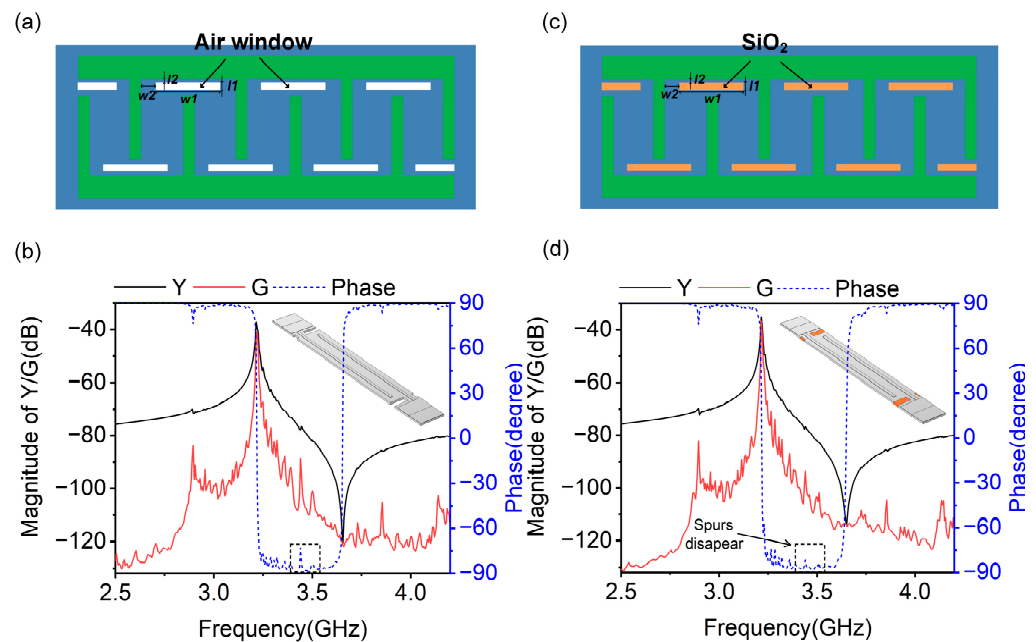 (a)
Air window
l2
l1
w2
w1
(c)
SiO2
l2
l1
w2
w1
(b)
Y G Phase
Magnitude of Y/G(dB)
−40
−60
−80
−100
−120
90
60
30
0
−30
−60
−90
Phase(degree)
2.5 3.0 3.5 4.0
Frequency(GHz)
(d)
Y G Phase
Magnitude of Y/G(dB)
−40
−60
−80
−100
−120
Spurs
disapear
90
60
30
0
−30
−60
−90
Phase(degree)
2.5 3.0 3.5 4.0
Frequency(GHz)